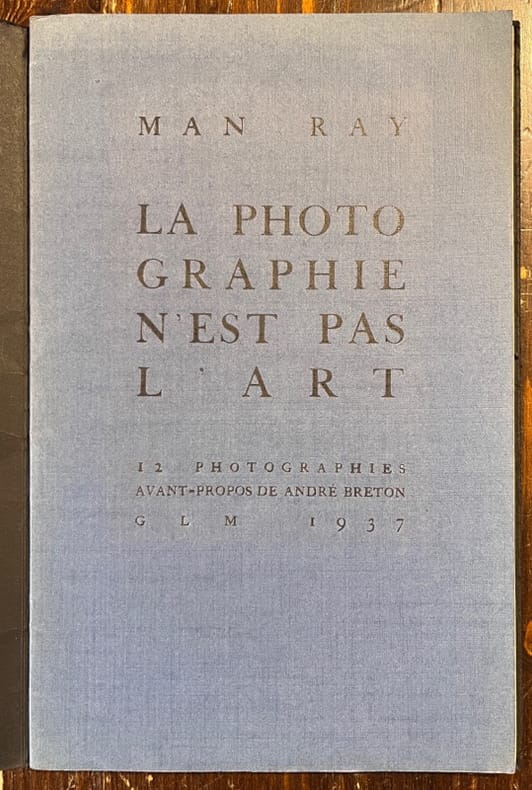 MAN RAY
LA PHOTO
GRAPHIE
N'EST PAS
L'ART
12 PHOTOGRAPHIES
AVANT-PROPOS DE ANDRÉ BRETON
GLM 1937